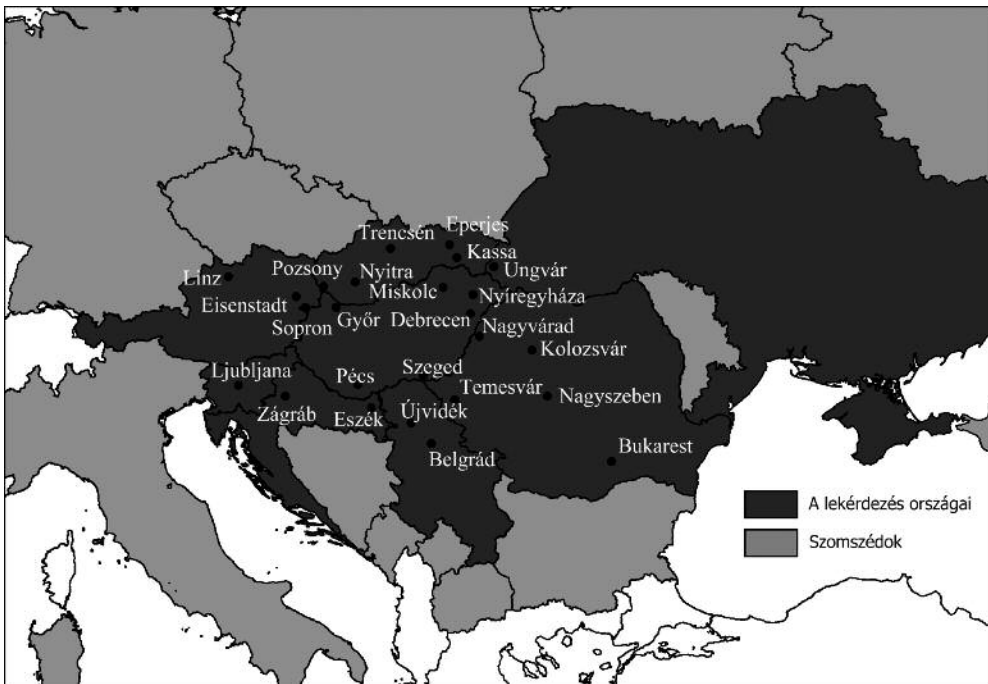 Eperjes
Trencsén
Kassa
Pozsony
Nyitra
Ungvár
Linz
Miskolc
Nyíregyháza
Eisenstadt
Győr
Debrecen
Sopron
Nagyvárad
Kolozsvár
Ljubljana
Pécs
Szeged
Temesvár
Nagyszeben
Zágráb
Eszék
Újvidék
Belgrád
Bukarest
A lekérdezés országai
Szomszédok